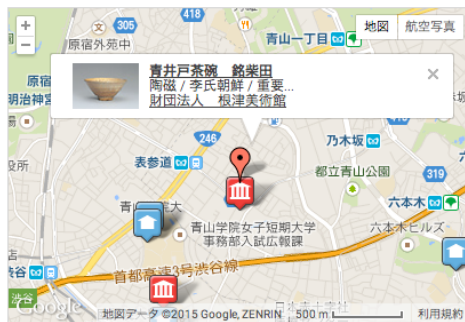 418
305
原宿外苑中
青山一丁目
地図
航空写真
青井戸茶碗 銘柴田
陶磁 / 李氏朝鮮 / 重要...
財団法人 根津美術館
×
原宿
明治神宮
246
乃木坂
表参道
319
都立青山公園
六本木
青山学院女子短期大学
事務部入試広報課
六本木ヒルズ
首都高速3号渋谷線
渋谷
Google
地図データ ©2015 Google, ZENRIN
500 m
利用規約